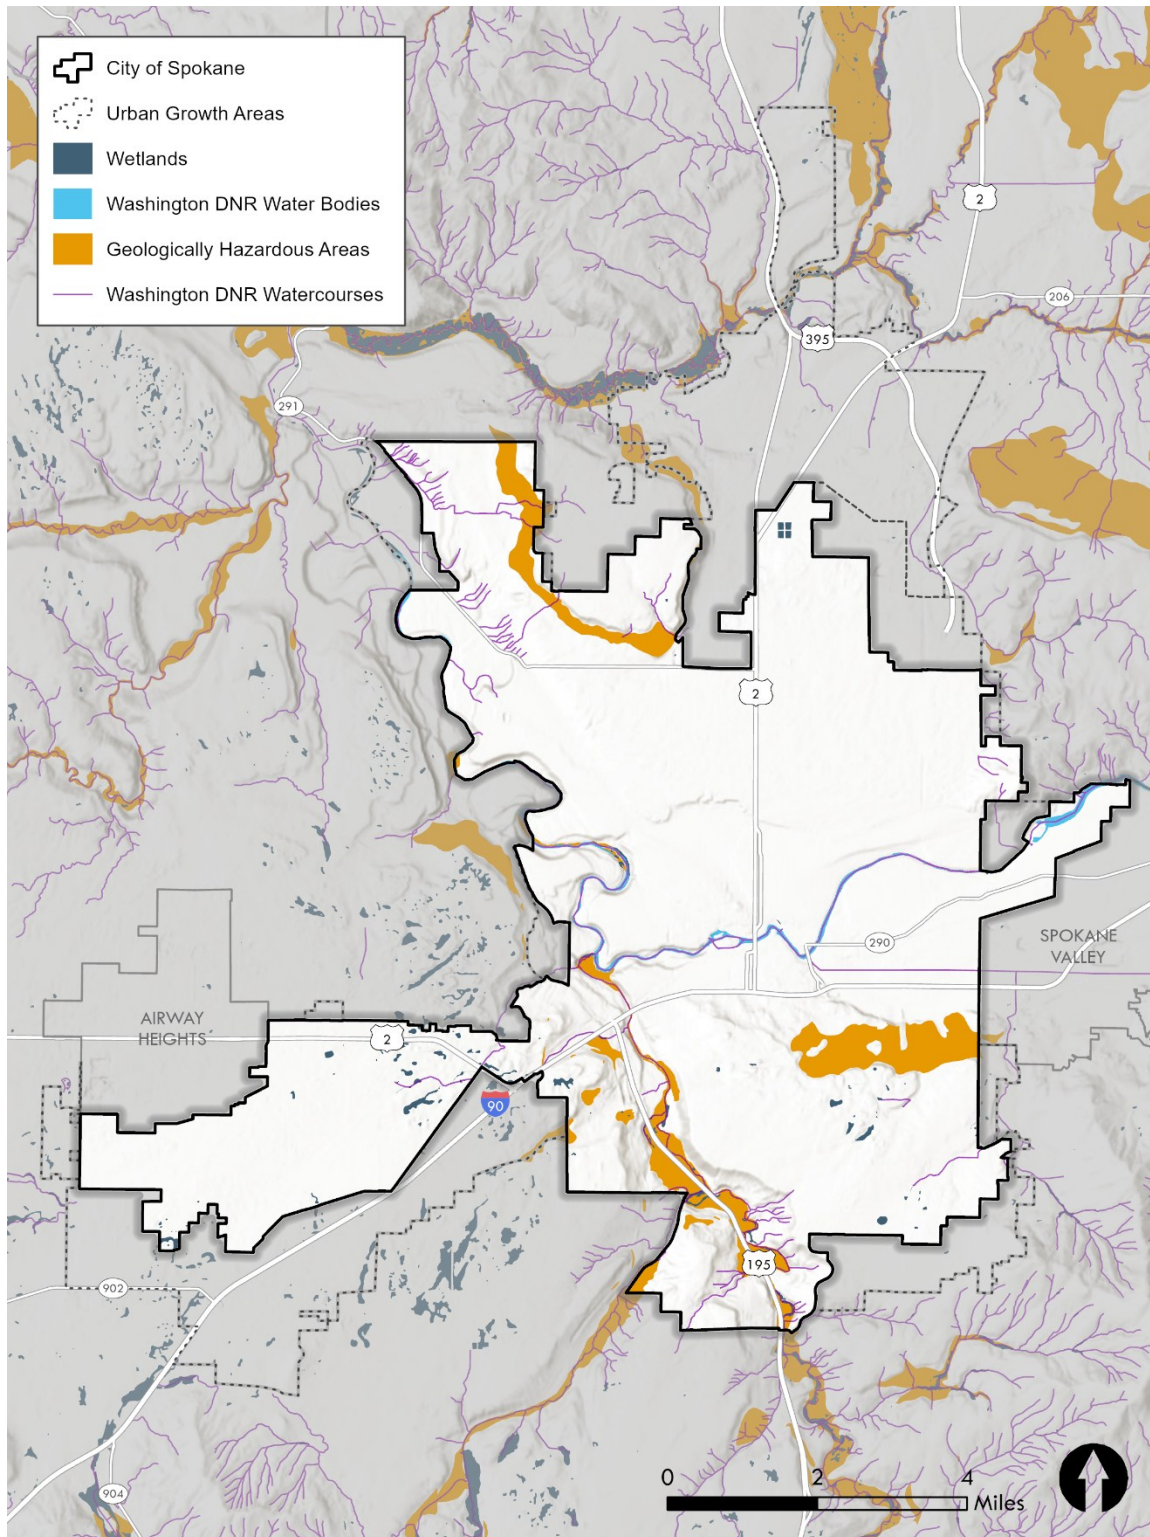 City of Spokane
Urban Growth Areas
Wetlands
Washington DNR Water Bodies
Geologically Hazardous Areas
Washington DNR Watercourses
2
206
395
291
2
290
SPOKANE
VALLEY
AIRWAY
HEIGHTS
2
90
195
902
904
0
2
4
Miles